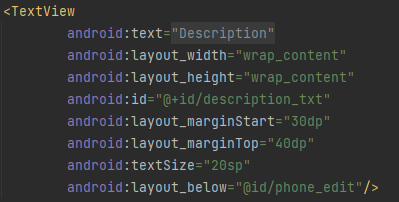 <TextView
android:text="Description"
android:layout_width="wrap_content"
android:layout_height="wrap_content"
android:id="@+id/description_txt"
android:layout_marginStart="30dp"
android:layout_marginTop="40dp"
android:textSize="20sp"
android:layout_below="@id/phone_edit"/>